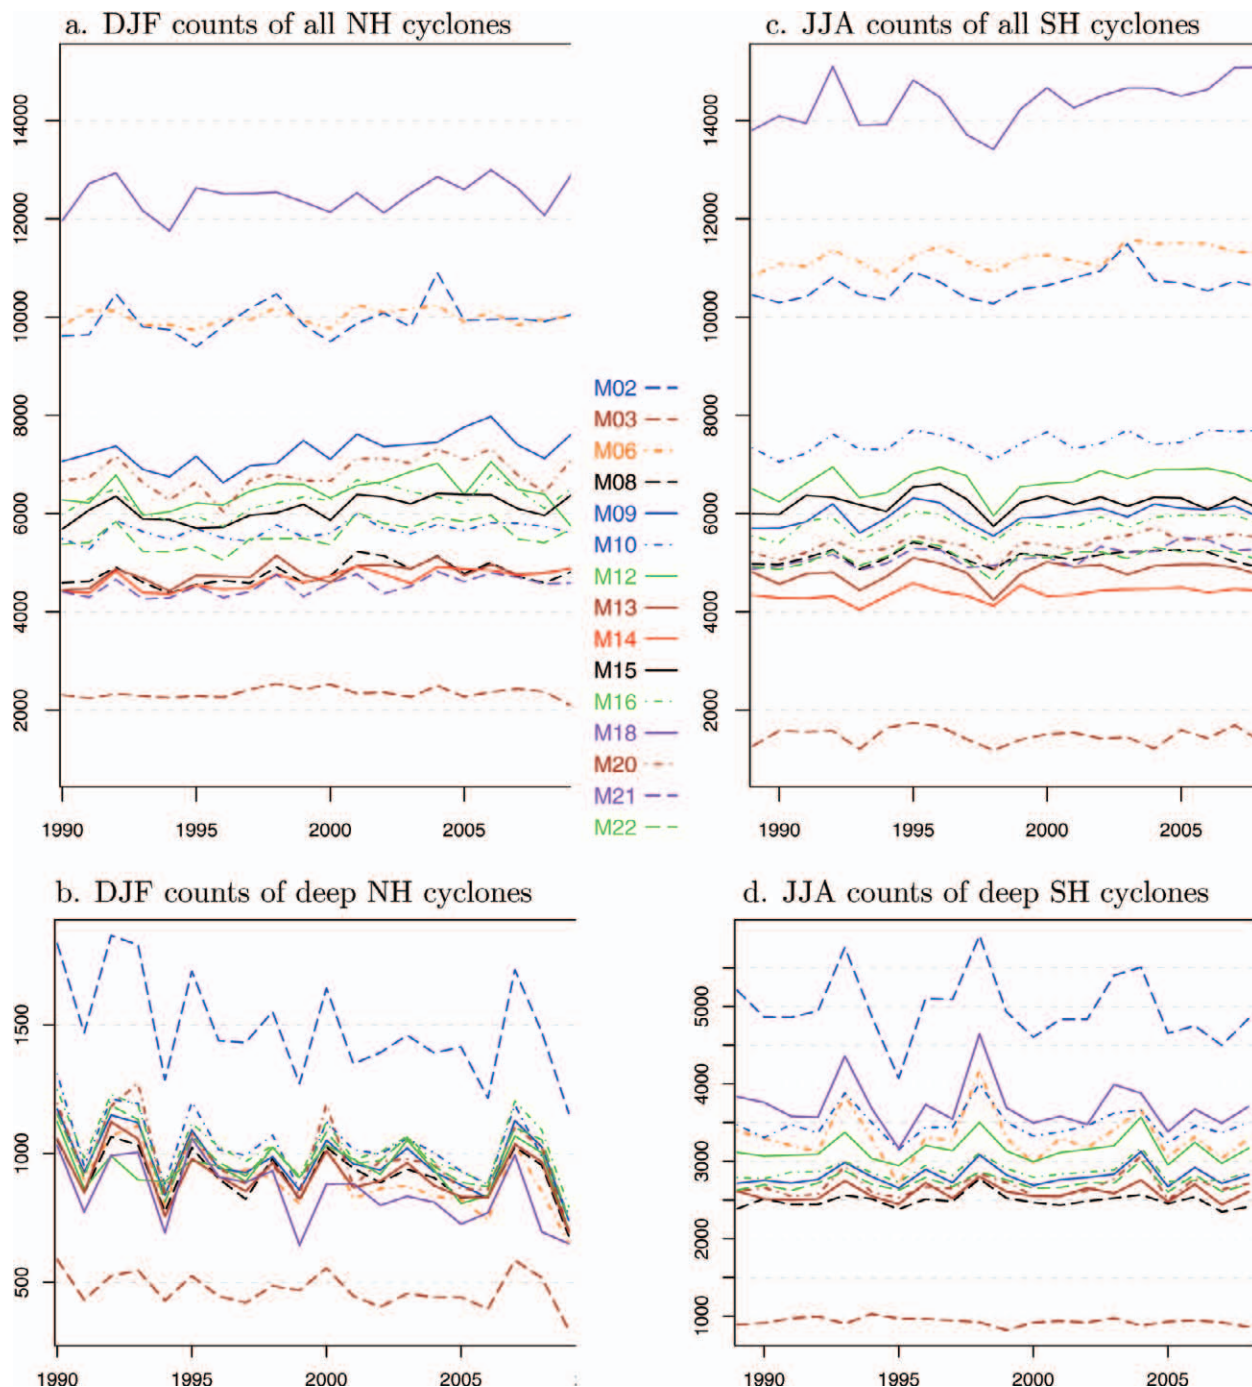 a. DJF counts of all NH cyclones
14000
12000
10000
8000
6000
4000
2000
1990
1995
2000
2005
c. JJA counts of all SH cyclones
14000
12000
10000
8000
6000
4000
2000
1990
1995
2000
2005
M02
M03
M06
M08
M09
M10
M12
M13
M14
M15
M16
M18
M20
M21
M22
b. DJF counts of deep NH cyclones
1500
1000
500
1990
1995
2000
2005
d. JJA counts of deep SH cyclones
5000
4000
3000
2000
1000
1990
1995
2000
2005